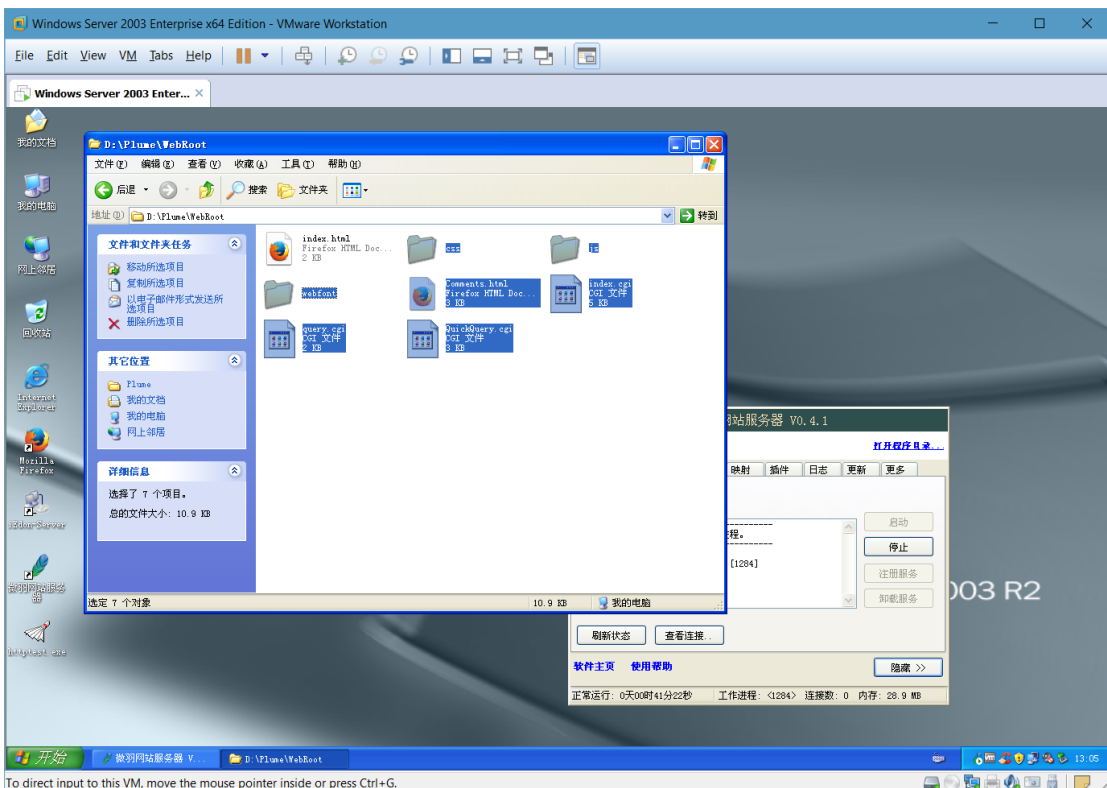 Windows Server 2003 Enterprise x64 Edition - VMware Workstation
File Edit View VM Tabs Help
Windows Server 2003 Enter... ×
我的文档
我的电脑
网上邻居
回收站
Internet Explorer
Mozilla Firefox
httptest.exe
D:\Plume\WebRoot
文件(F) 编辑(E) 查看(V) 收藏(A) 工具(T) 帮助(H)
后退 搜索 文件夹
地址(D) D:\Plume\WebRoot 转到
文件和文件夹任务
移动所选项目
复制所选项目
以电子邮件形式发送所
选项目
删除所选项目
其它位置
Plume
我的文档
我的电脑
网上邻居
详细信息
选择了 7 个项目。
总的文件大小: 10.9 KB
index.html
Firefox HTML Doc...
2 KB
css
js
webfont
Comments.html
Firefox HTML Doc...
3 KB
index.cgi
CGI 文件
5 KB
query.cgi
CGI 文件
2 KB
QuickQuery.cgi
CGI 文件
3 KB
选定 7 个对象 10.9 KB 我的电脑
网站服务器 V0.4.1
打开程序目录...
映射 插件 日志 更新 更多
程。
[1284]
启动
停止
注册服务
卸载服务
刷新状态 查看连接..
软件主页 使用帮助 隐藏 >>
正常运行: 0天00时41分22秒 工作进程: <1284> 连接数: 0 内存: 28.9 MB
003 R2
开始 微羽网站服务器 V... D:\Plume\WebRoot 13:05
To direct input to this VM, move the mouse pointer inside or press Ctrl+G.